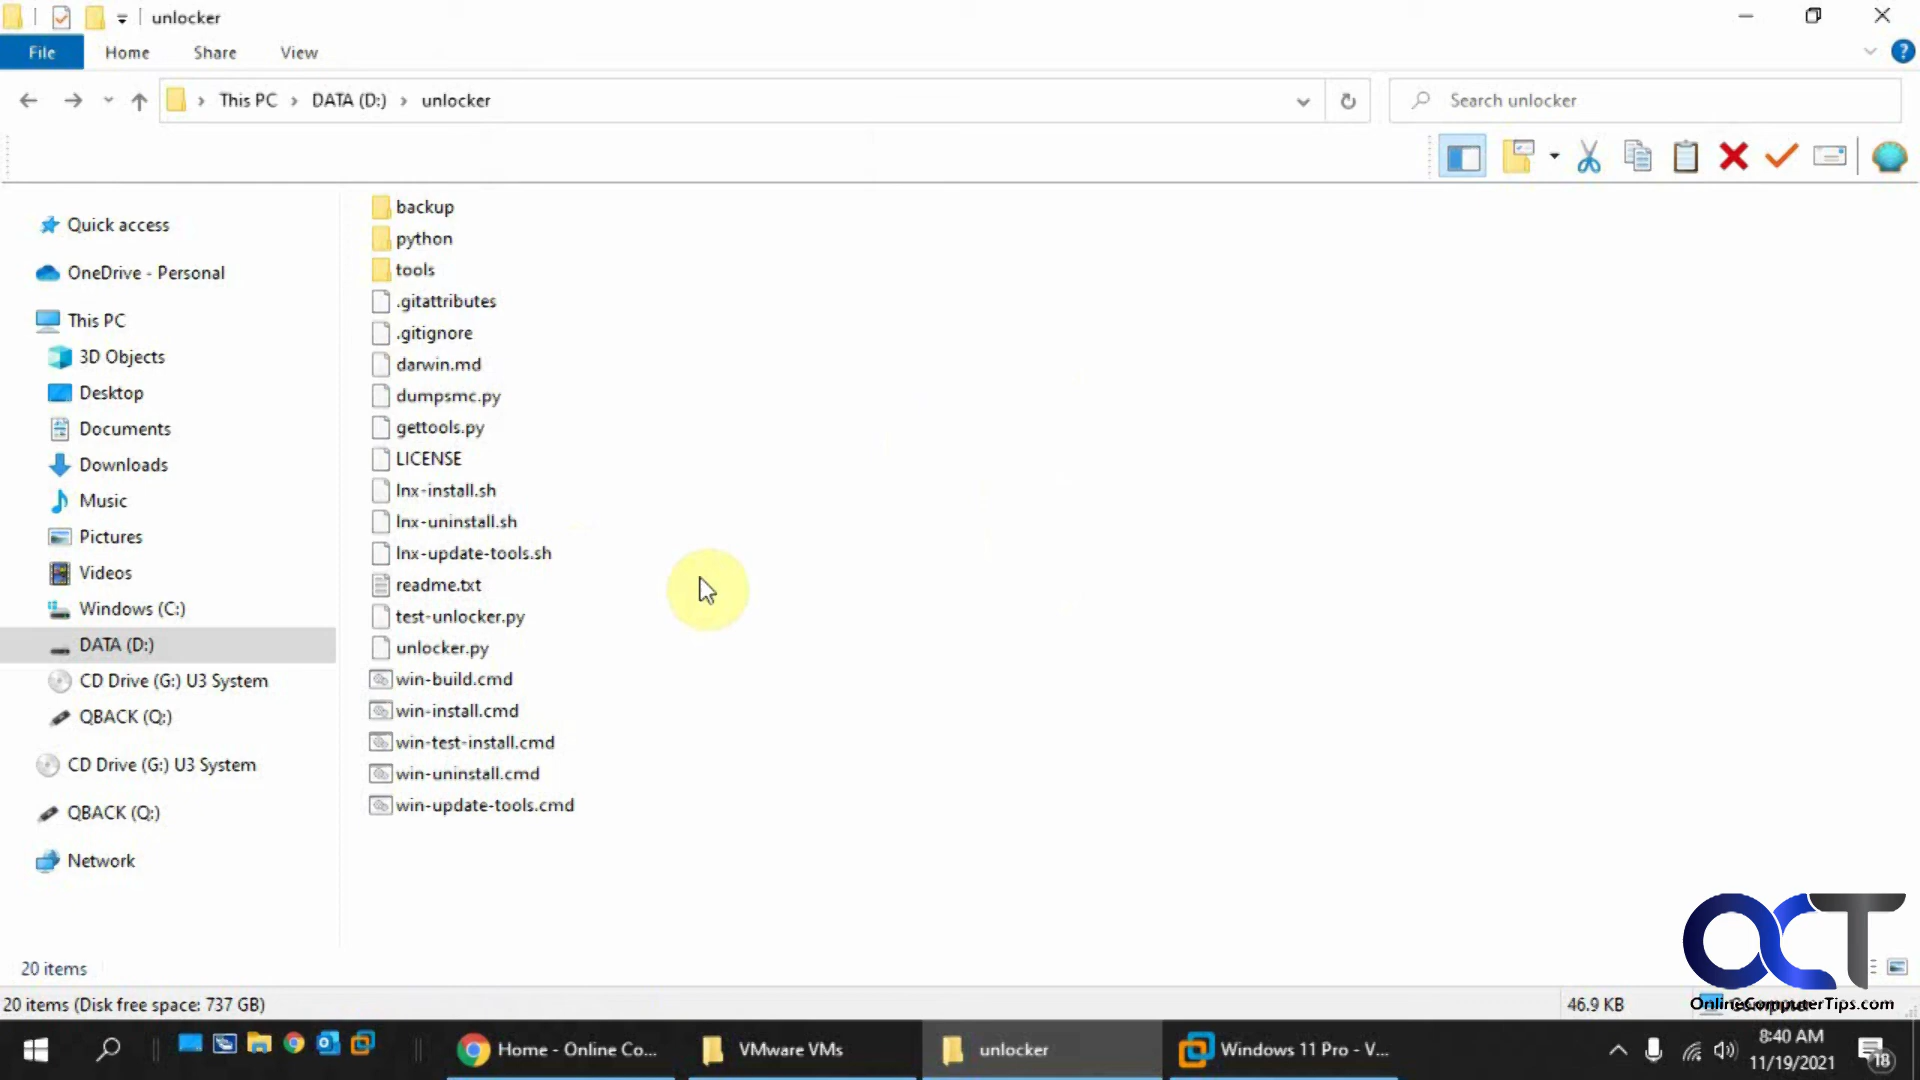 unlocker
File Home Share View
This PC DATA (D:) unlocker
Search unlocker
Quick access
OneDrive - Personal
This PC
3D Objects
Desktop
Documents
Downloads
Music
Pictures
Videos
Windows (C:)
DATA (D:)
CD Drive (G:) U3 System
QBACK (Q:)
CD Drive (G:) U3 System
QBACK (Q:)
Network
backup
python
tools
.gitattributes
.gitignore
darwin.md
dumpsmc.py
gettools.py
LICENSE
lnx-install.sh
lnx-uninstall.sh
lnx-update-tools.sh
readme.txt
test-unlocker.py
unlocker.py
win-build.cmd
win-install.cmd
win-test-install.cmd
win-uninstall.cmd
win-update-tools.cmd
20 items
OCT
OnlineComputerTips.com
20 items (Disk free space: 737 GB)
46.9 KB
Computer
Home - Online Co...
VMware VMs
unlocker
Windows 11 Pro - V...
8:40 AM
11/19/2021
18